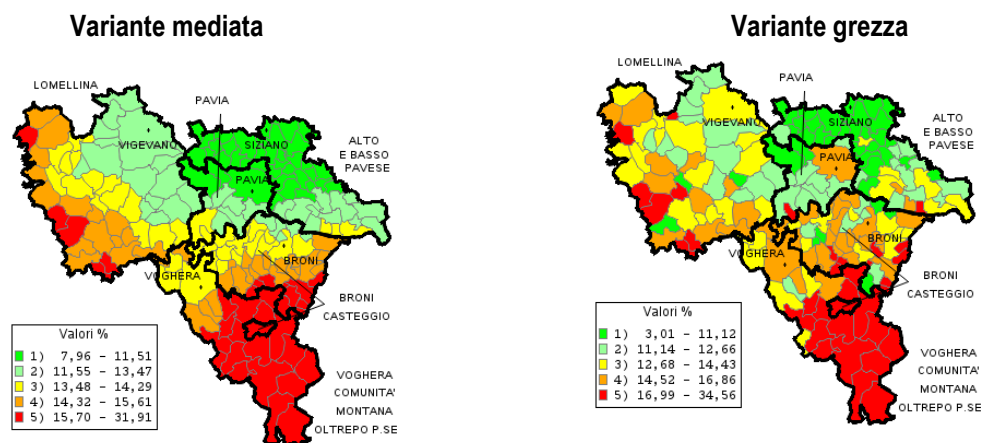 Variante mediata
LOMELLINA
PAVIA
VIGEVANO
SIZIANO
ALTO
E BASSO
PAVESE
PAVIA
VOGHERA
BRONI
BRONI
CASTEGGIO
VOGHERA
COMUNITA'
MONTANA
OLTREPO P.SE
Valori %
1) 7,96 - 11,51
2) 11,55 - 13,47
3) 13,48 - 14,29
4) 14,32 - 15,61
5) 15,70 - 31,91
Variante grezza
LOMELLINA
PAVIA
VIGEVANO
SIZIANO
ALTO
E BASSO
PAVESE
PAVIA
VOGHERA
BRONI
BRONI
CASTEGGIO
VOGHERA
COMUNITA'
MONTANA
OLTREPO P.SE
Valori %
1) 3,01 - 11,12
2) 11,14 - 12,66
3) 12,68 - 14,43
4) 14,52 - 16,86
5) 16,99 - 34,56